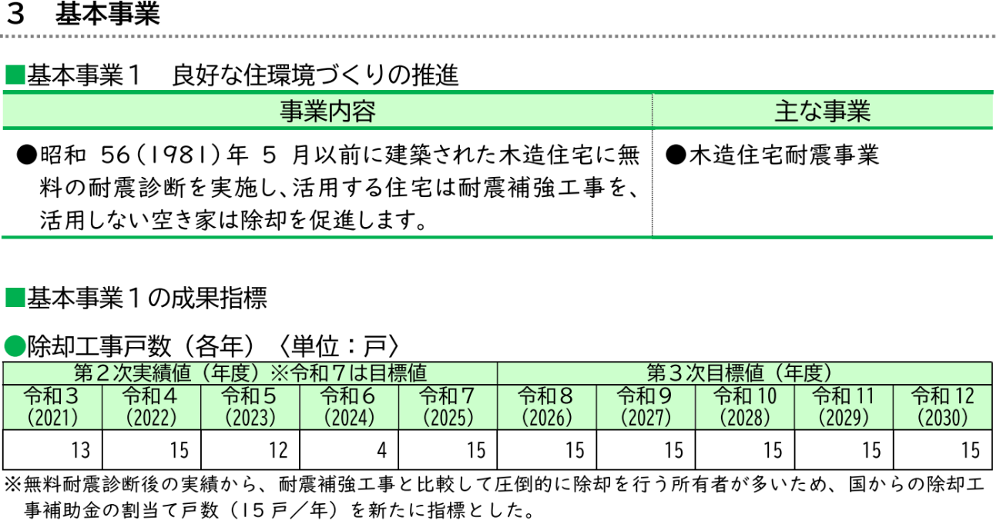 ３　基本事業
■基本事業１　良好な住環境づくりの推進
事業内容　主な事業
●昭和 56(1981)年 5 月以前に建築された木造住宅に無　●木造住宅耐震事業
料の耐震診断を実施し、活用する住宅は耐震補強工事を、
活用しない空き家は除却を促進します。
■基本事業１の成果指標
●除却工事戸数（各年）〈単位：戸〉
第２次実績値（年度）※令和７は目標値　第３次目標値（年度）
令和３　令和４　令和５　令和６　令和７　令和８　令和９　令和 10　令和 11　令和 12
(2021)　(2022)　(2023)　(2024)　(2025)　(2026)　(2027)　(2028)　(2029)　(2030)
13　15　12　4　15　15　15　15　15　15
※無料耐震診断後の実績から、耐震補強工事と比較して圧倒的に除却を行う所有者が多いため、国からの除却工
事補助金の割当て戸数（15 戸／年）を新たに指標とした。